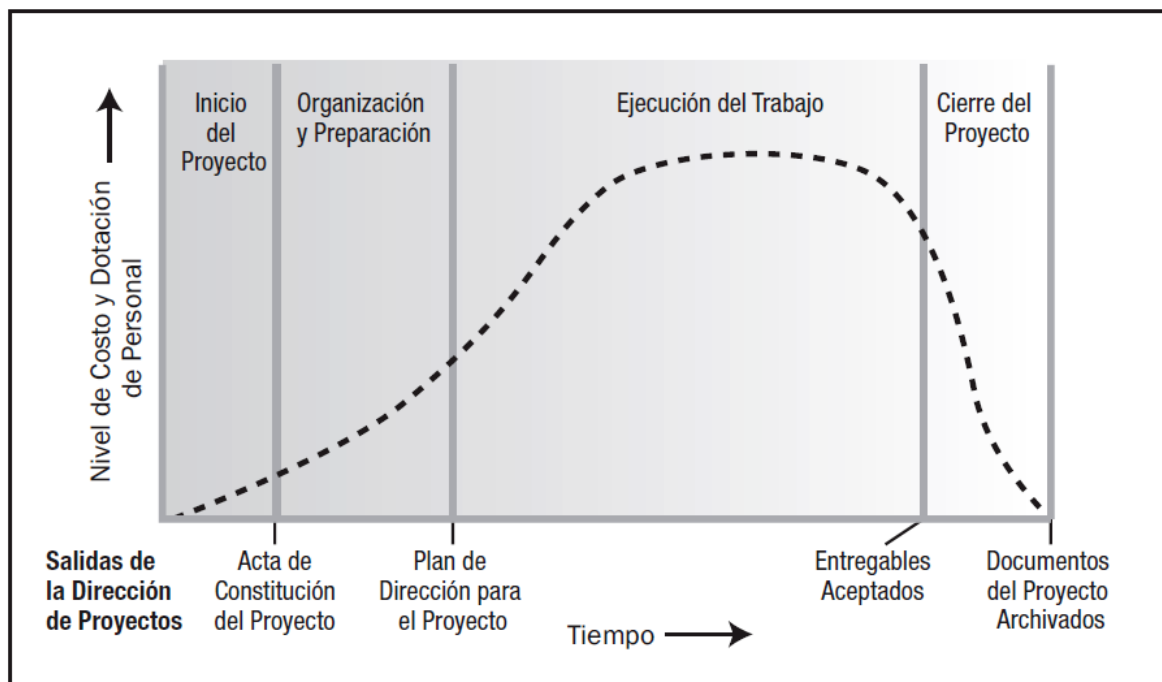 Inicio
del
Proyecto
Organización
y Preparación
Ejecución del Trabajo
Cierre del
Proyecto
Nivel de Costo y Dotación
de Personal
Salidas de
la Dirección
de Proyectos
Acta de
Constitución
del Proyecto
Plan de
Dirección para
el Proyecto
Entregables
Aceptados
Documentos
del Proyecto
Archivados
Tiempo